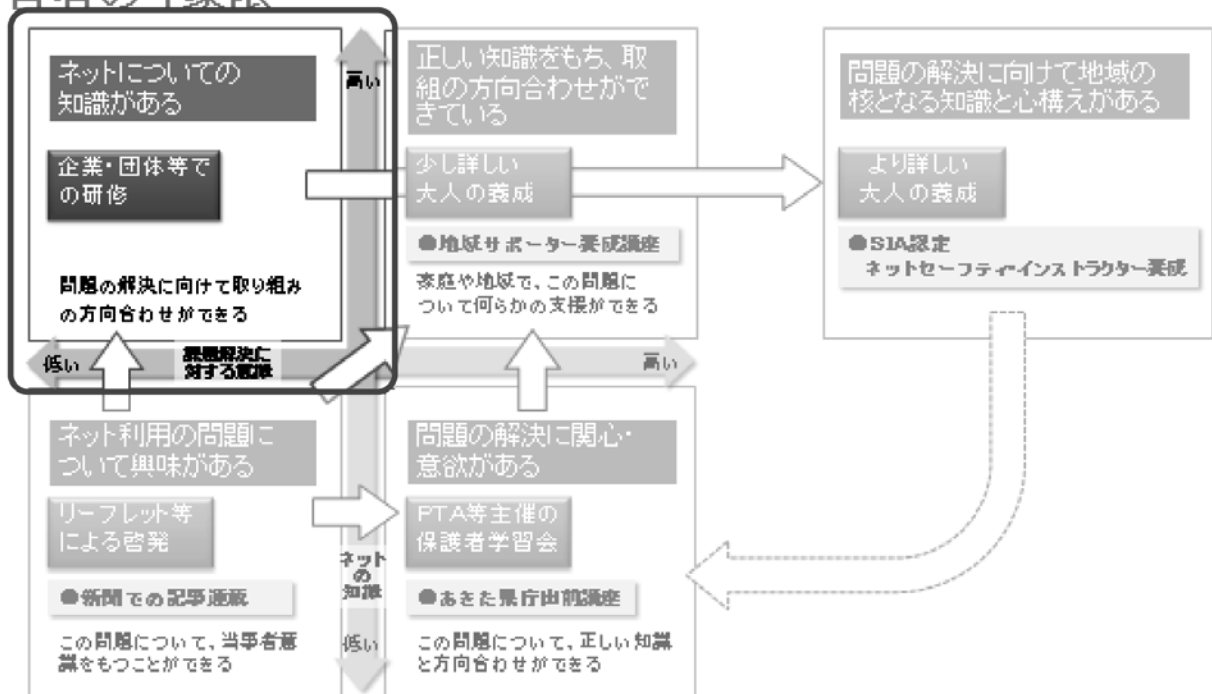 ネットについての
知識がある
企業・団体等で
の研修
問題の解決に向けて取り組み
の方向合わせができる
高い
正しい知識をもち、取
組の方向合わせがで
きている
少し詳しい
大人の養成
●地域サポーター養成講座
家庭や地域で、この問題に
ついて何らかの支援ができる
問題の解決に向けて地域の
核となる知識と心構えがある
より詳しい
大人の養成
●SIA認定
ネットセーフティ・インストラクター養成
低い
課題解決に
対する意識
高い
ネット利用の問題に
ついて興味がある
リーフレット等
による啓発
●新聞での記事連載
この問題について、当事者意
識をもつことができる
ネット
の
知識
低い
問題の解決に関心・
意欲がある
PTA等主催の
保護者学習会
●あきた県庁出前講座
この問題について、正しい知識
と方向合わせができる